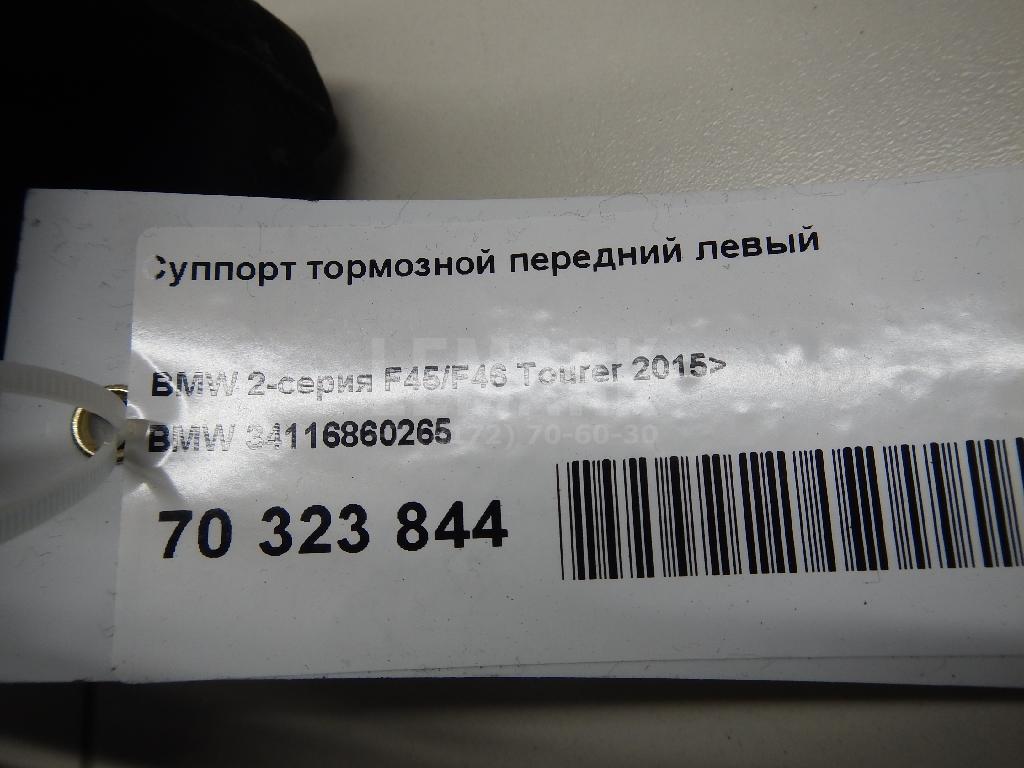 Суппорт тормозной передний левый
BMW 2-серия F45/F46 Tourer 2015>
BMW 34116860265
70-60-30
70 323 844